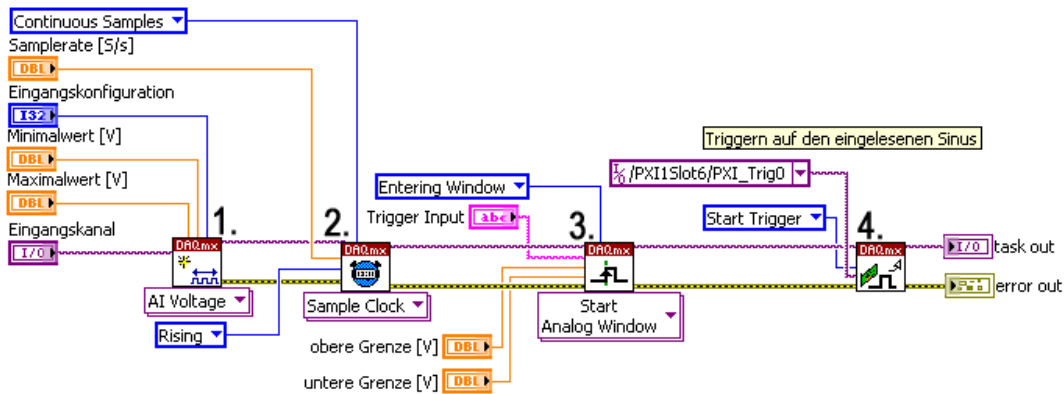 Continuous Samples
Samplerate [S/s]
DBL
Eingangskonfiguration
I32
Minimalwert [V]
DBL
Maximalwert [V]
DBL
Eingangskanal
I/O
1.
DAQmx
AI Voltage
Rising
2.
DAQmx
Sample Clock
Entering Window
Trigger Input
abc
3.
DAQmx
Start
Analog Window
obere Grenze [V]
DBL
untere Grenze [V]
DBL
Triggern auf den eingelesenen Sinus
I/O /PXI1Slot6/PXI_Trig0
Start Trigger
4.
DAQmx
I/O
task out
error out